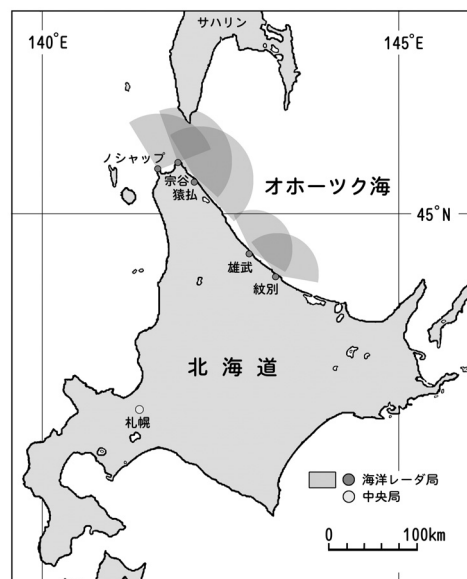 140°E
サハリン
145°E
ノシャップ
宗谷
猿払
オホーツク海
45°N
雄武
紋別
北海道
札幌
海洋レーダ局
中央局
0
100km